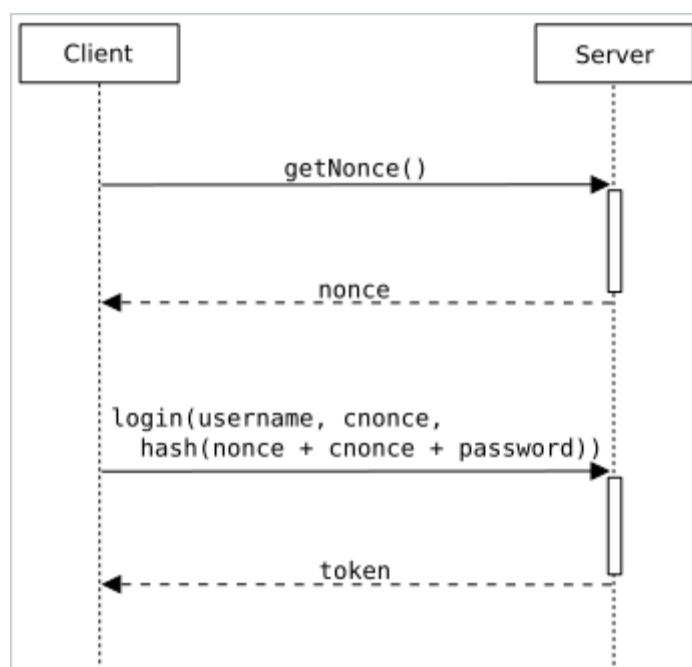 Client
Server
getNonce()
nonce
login(username, cnonce,
hash(nonce + cnonce + password))
token